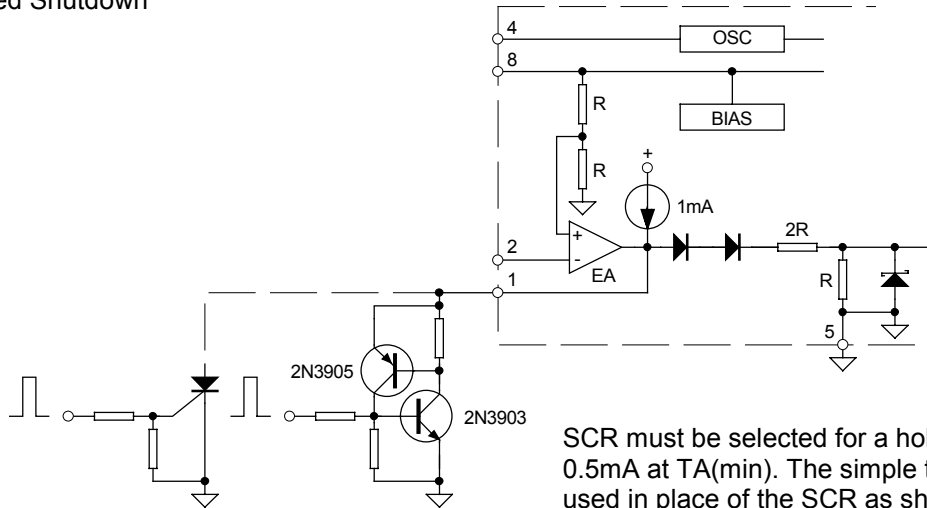 ed Shutdown
4
OSC
8
R
BIAS
R
+
1mA
2R
+
2
-
EA
R
1
5
2N3905
2N3903
SCR must be selected for a hol
0.5mA at TA(min). The simple t
used in place of the SCR as sh